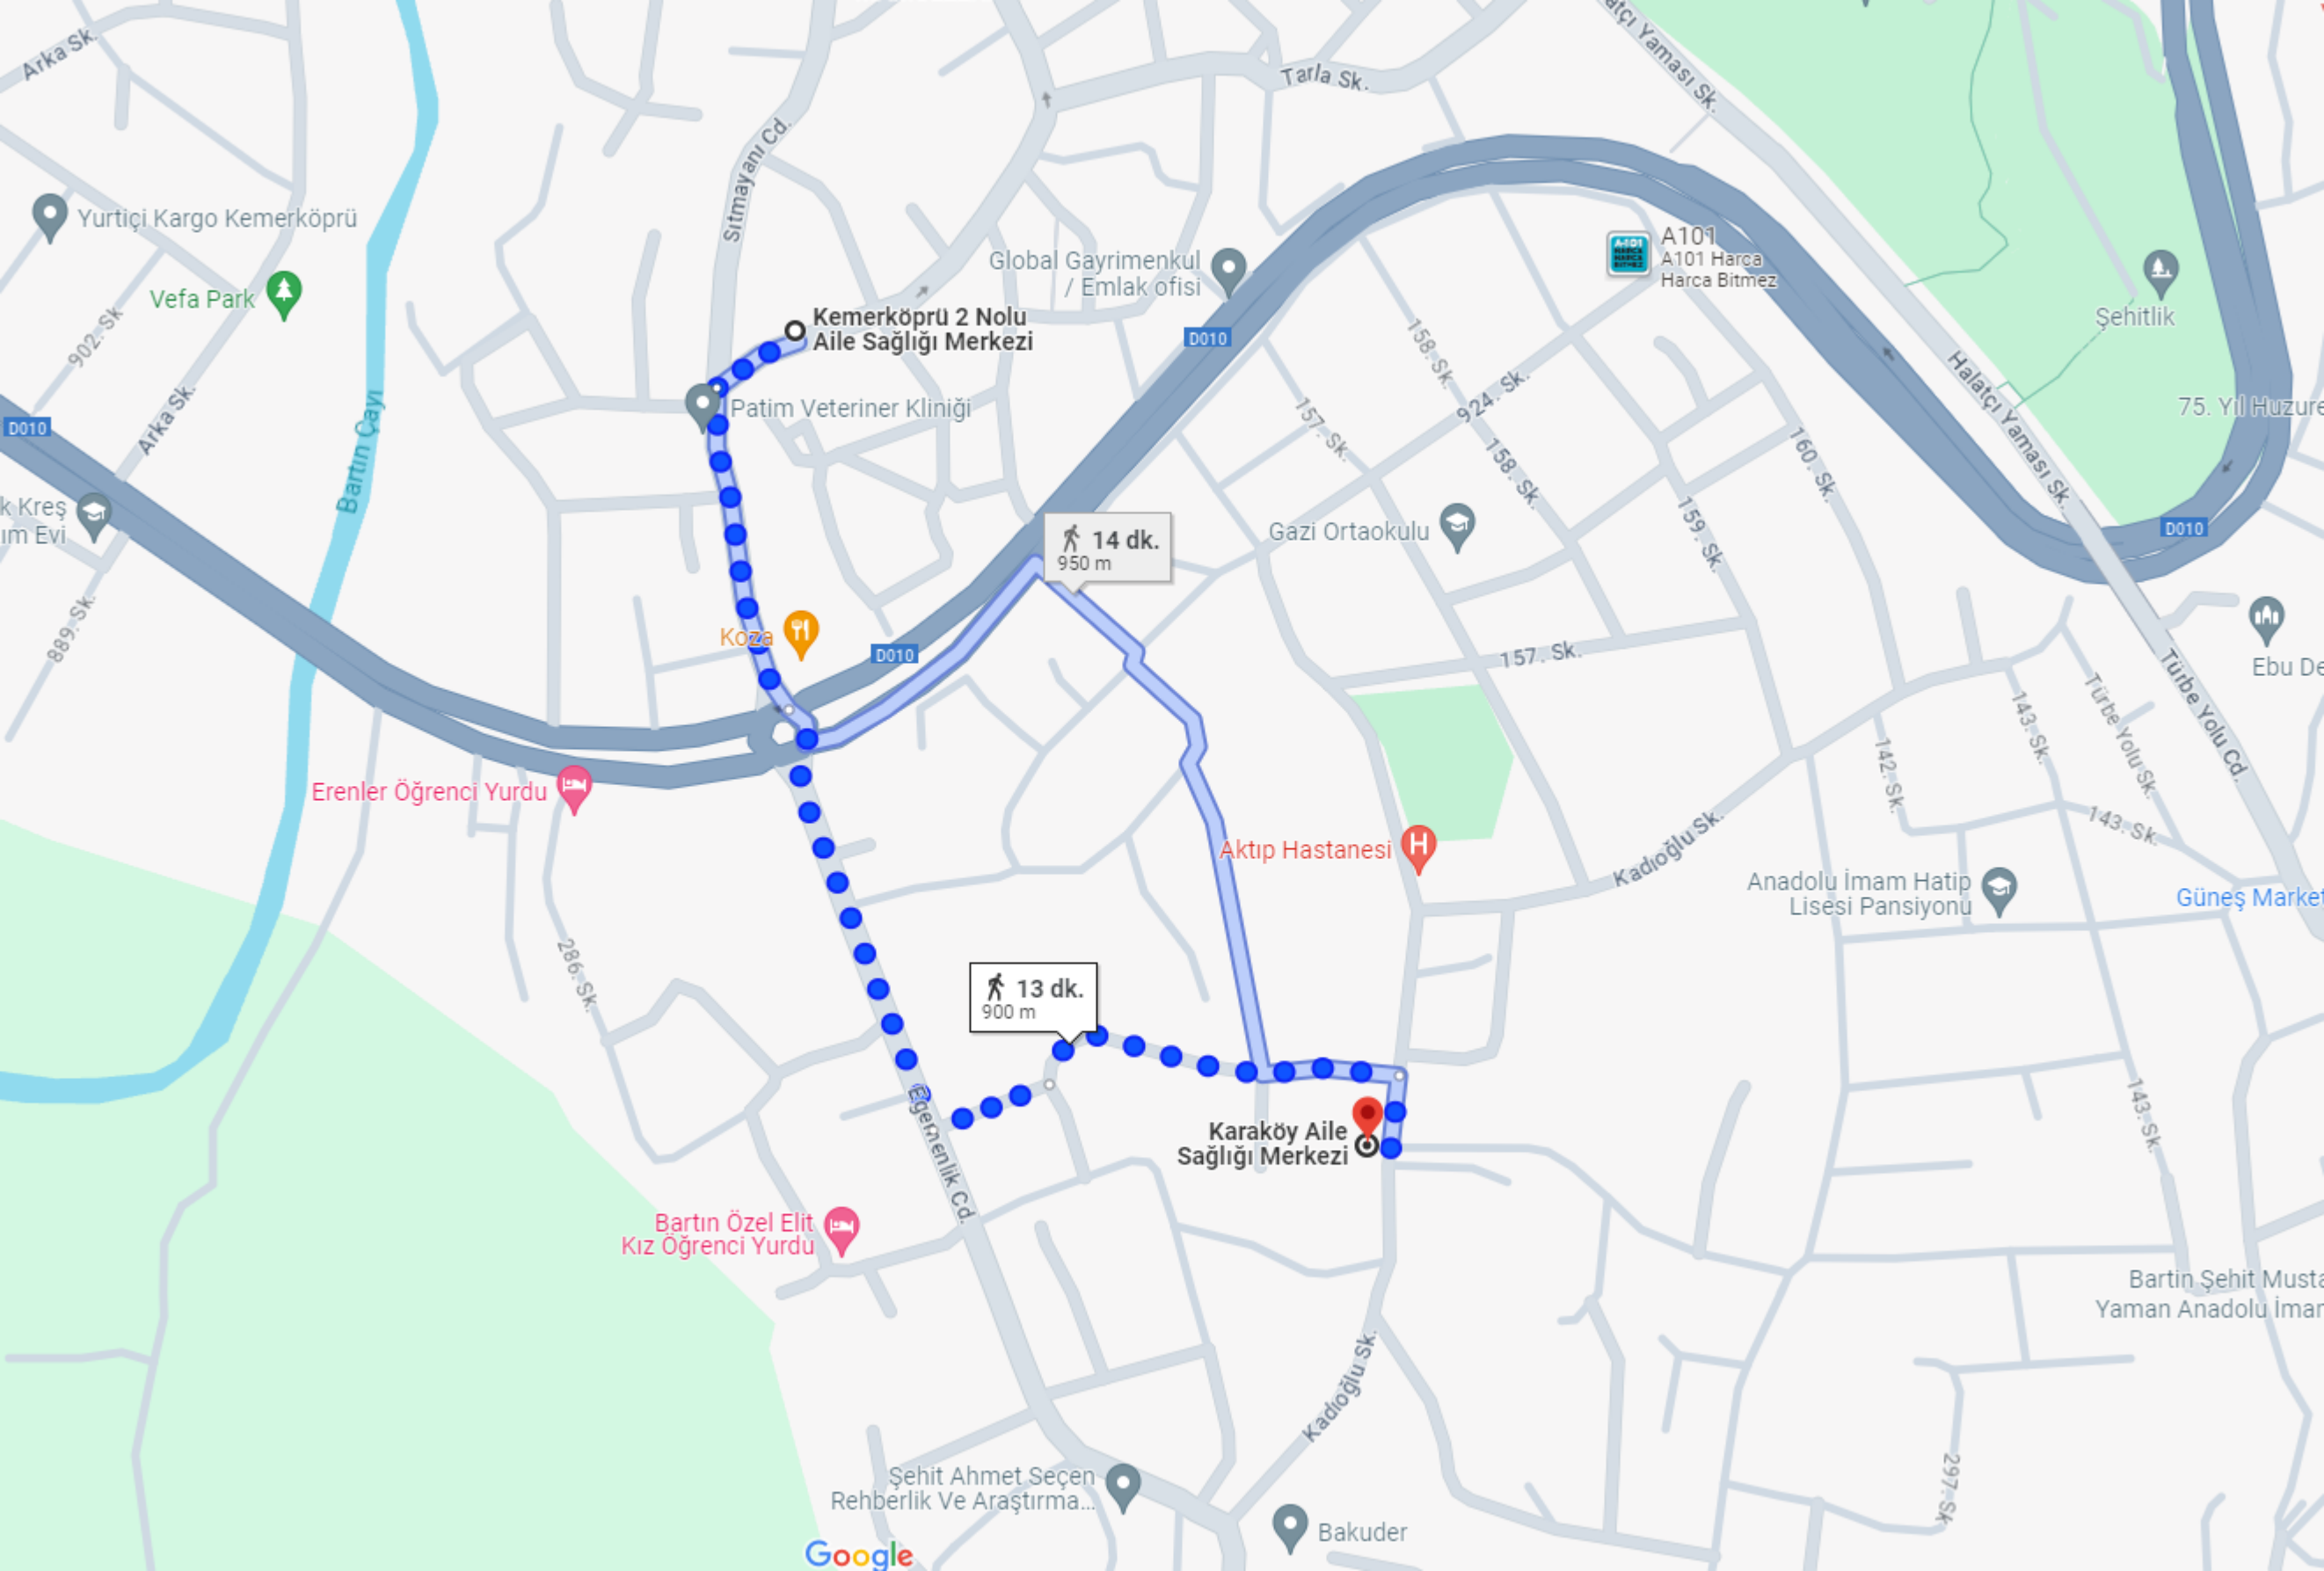 Arka Sk.
Sıtmayanı Cd.
Tarla Sk.
Halatçı Yaması Sk.
Yurtiçi Kargo Kemerköprü
Vefa Park
902. Sk
Arka Sk.
Bartın Çayı
D010
Global Gayrimenkul
/ Emlak ofisi
A101
A101 Harca
Harca Bitmez
Şehitlik
Kemerköprü 2 Nolu
Aile Sağlığı Merkezi
D010
Patim Veteriner Kliniği
158. Sk.
924. Sk.
157. Sk.
158. Sk.
160. Sk.
Halatçı Yaması Sk.
75. Yıl Huzure
k Kreş
ım Evi
14 dk.
950 m
Gazi Ortaokulu
159. Sk.
D010
889. Sk.
Koza
D010
157. Sk.
Ebu De
Türbe Yolu Cd.
Türbe Yolu Sk.
143. Sk.
142. Sk.
143. Sk.
Erenler Öğrenci Yurdu
Aktıp Hastanesi
Kadıoğlu Sk.
Anadolu İmam Hatip
Lisesi Pansiyonu
Güneş Market
286. Sk.
13 dk.
900 m
Egemenlik Cd.
Karaköy Aile
Sağlığı Merkezi
143. Sk.
Bartın Özel Elit
Kız Öğrenci Yurdu
Bartin Şehit Musta
Yaman Anadolu İmam
Kadıoğlu Sk.
Şehit Ahmet Seçen
Rehberlik Ve Araştırma...
297. Sk
Bakuder
Google